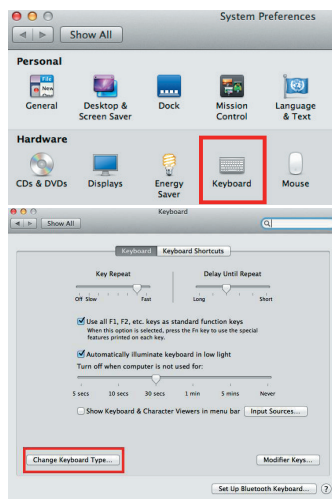 System Preferences
Show All
Personal
File
New
General
Desktop &
Screen Saver
Dock
Mission
Control
Language
& Text
Hardware
CDs & DVDs
Displays
Energy
Saver
Keyboard
Mouse
Keyboard
Show All
Keyboard Keyboard Shortcuts
Key Repeat Delay Until Repeat
Off Slow Fast Long Short
Use all F1, F2, etc. keys as standard function keys
When this option is selected, press the Fn key to use the special
features printed on each key.
Automatically illuminate keyboard in low light
Turn off when computer is not used for:
5 secs 10 secs 30 secs 1 min 5 mins Never
Show Keyboard & Character Viewers in menu bar Input Sources...
Change Keyboard Type... Modifier Keys...
Set Up Bluetooth Keyboard... ?